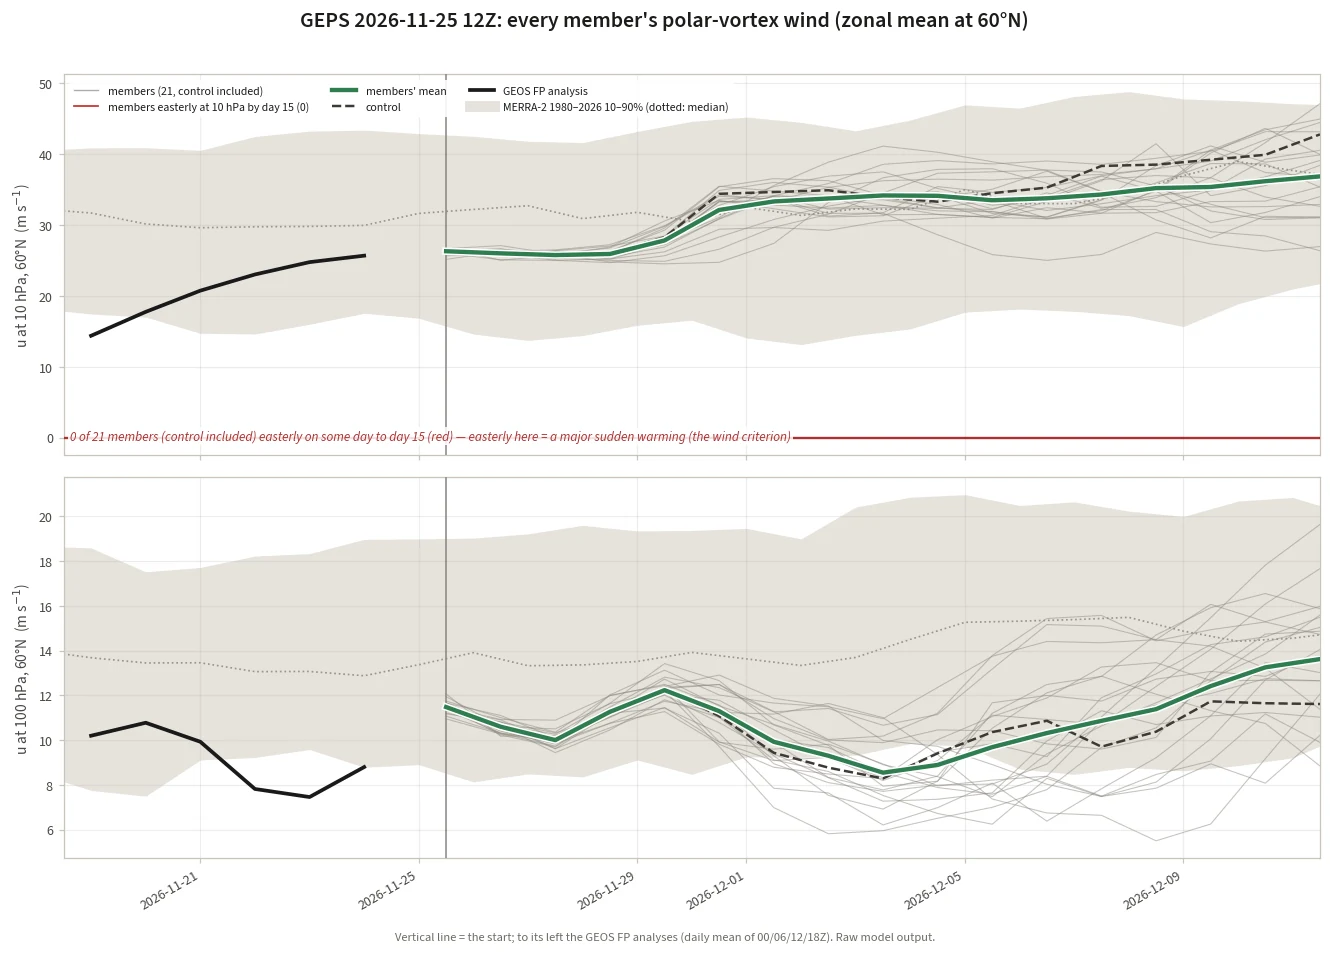 GEPS 2026-11-25 12Z: every member's polar-vortex wind (zonal mean at 60°N)
members (21, control included)
members easterly at 10 hPa by day 15 (0)
members' mean
control
GEOS FP analysis
MERRA-2 1980–2026 10–90% (dotted: median)
u at 10 hPa, 60°N (m s⁻¹)
50
40
30
20
10
0
0 of 21 members (control included) easterly on some day to day 15 (red) — easterly here = a major sudden warming (the wind criterion)
u at 100 hPa, 60°N (m s⁻¹)
20
18
16
14
12
10
8
6
2026-11-21
2026-11-25
2026-11-29
2026-12-01
2026-12-05
2026-12-09
Vertical line = the start; to its left the GEOS FP analyses (daily mean of 00/06/12/18Z). Raw model output.